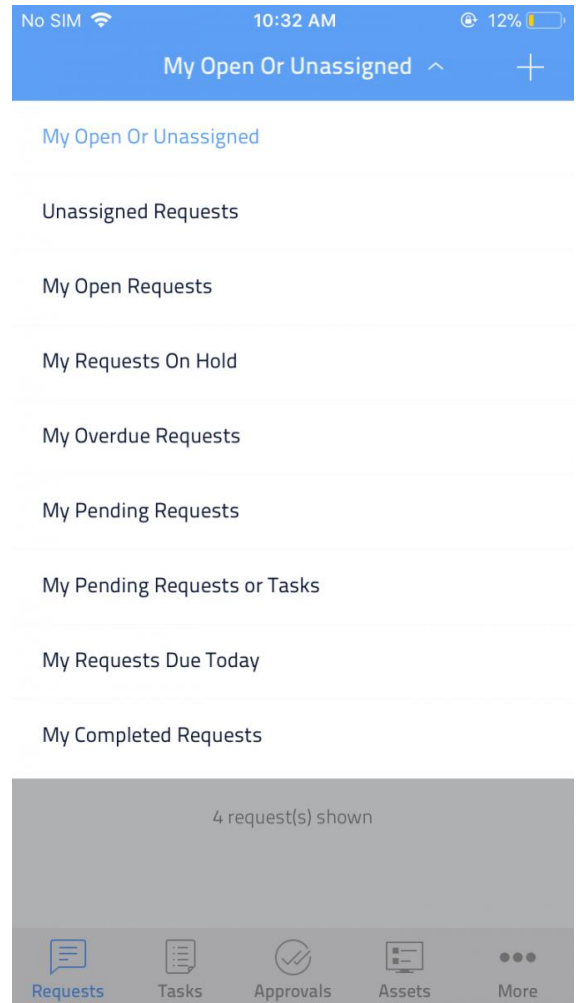 No SIM 10:32 AM 12%
My Open Or Unassigned
My Open Or Unassigned
Unassigned Requests
My Open Requests
My Requests On Hold
My Overdue Requests
My Pending Requests
My Pending Requests or Tasks
My Requests Due Today
My Completed Requests
4 request(s) shown
Requests Tasks Approvals Assets More